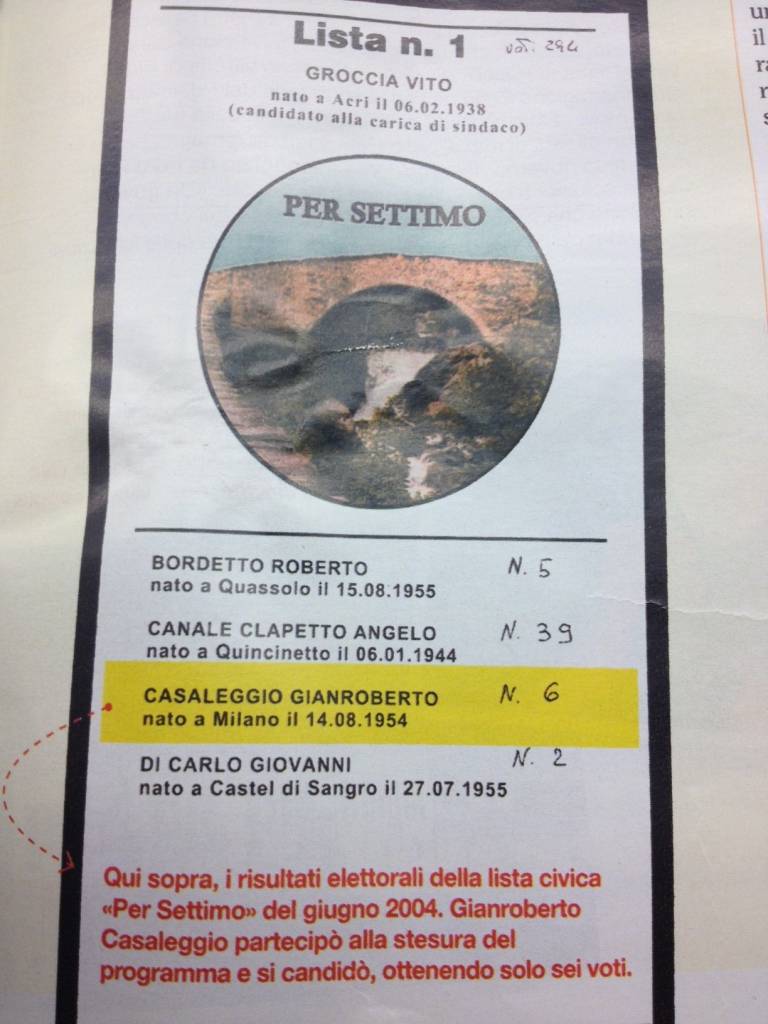 Lista n. 1 voti. 294
GROCCIA VITO
nato a Acri il 06.02.1938
(candidato alla carica di sindaco)
PER SETTIMO
BORDETTO ROBERTO N. 5
nato a Quassolo il 15.08.1955
CANALE CLAPETTO ANGELO N. 39
nato a Quincinetto il 06.01.1944
CASALEGGIO GIANROBERTO N. 6
nato a Milano il 14.08.1954
DI CARLO GIOVANNI N. 2
nato a Castel di Sangro il 27.07.1955
Qui sopra, i risultati elettorali della lista civica
«Per Settimo» del giugno 2004. Gianroberto
Casaleggio partecipò alla stesura del
programma e si candidò, ottenendo solo sei voti.
il